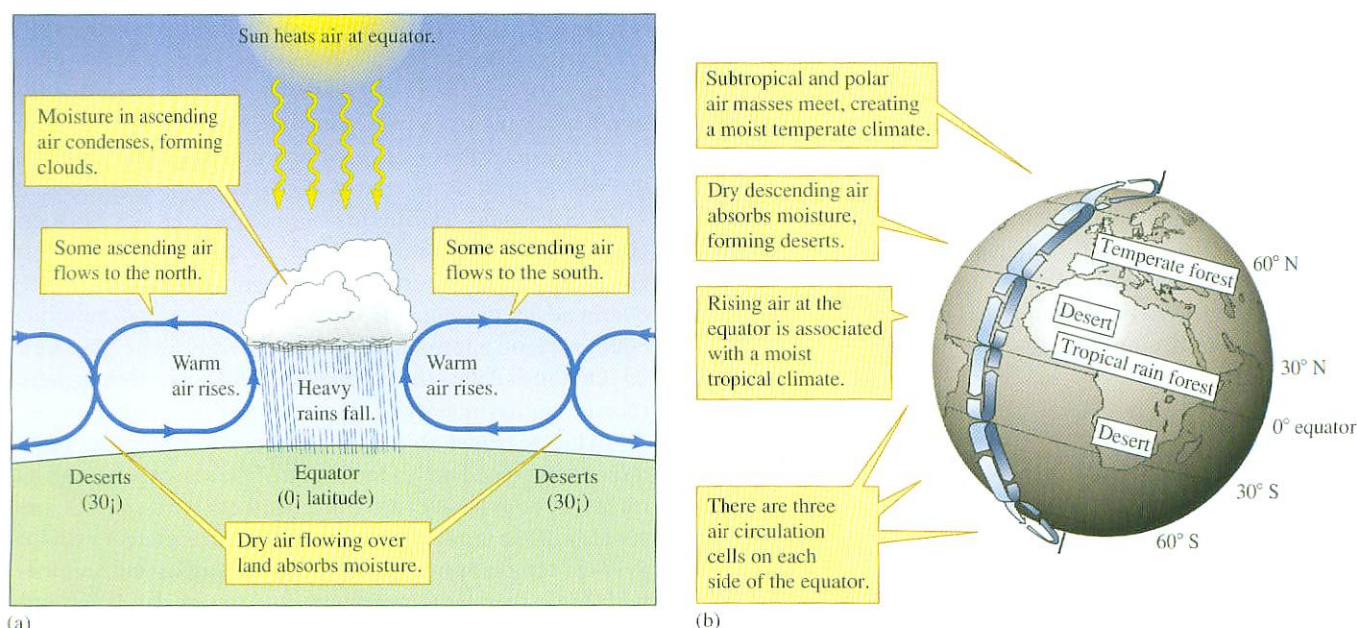 Sun heats air at equator.
Moisture in ascending
air condenses, forming
clouds.
Some ascending air
flows to the north.
Some ascending air
flows to the south.
Warm
air rises.
Heavy
rains fall.
Warm
air rises.
Deserts
(30¡)
Equator
(0¡ latitude)
Deserts
(30¡)
Dry air flowing over
land absorbs moisture.
(a)
Subtropical and polar
air masses meet, creating
a moist temperate climate.
Dry descending air
absorbs moisture,
forming deserts.
Rising air at the
equator is associated
with a moist
tropical climate.
There are three
air circulation
cells on each
side of the equator.
Temperate forest
Desert
Tropical rain forest
Desert
60° N
30° N
0° equator
30° S
60° S
(b)